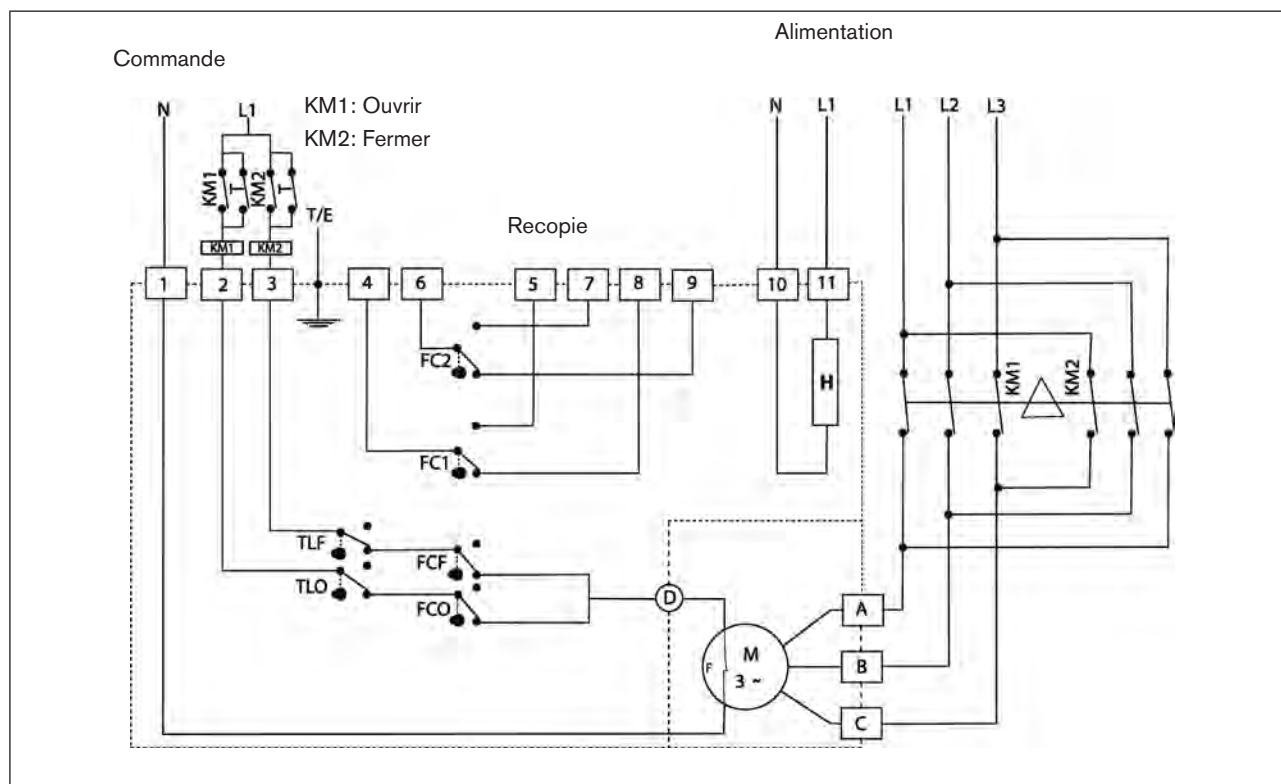 Alimentation
Commande
N L1 KM1: Ouvrir
KM2: Fermer
N L1 L1 L2 L3
KM1 T KM2 T
T/E
Recopie
KM1 KM2
1 2 3 4 6 5 7 8 9 10 11
FC2
H
KM1 KM2
FC1
TLF
FCF
TLO
FCO
D
A
F M
3 ~
B
C